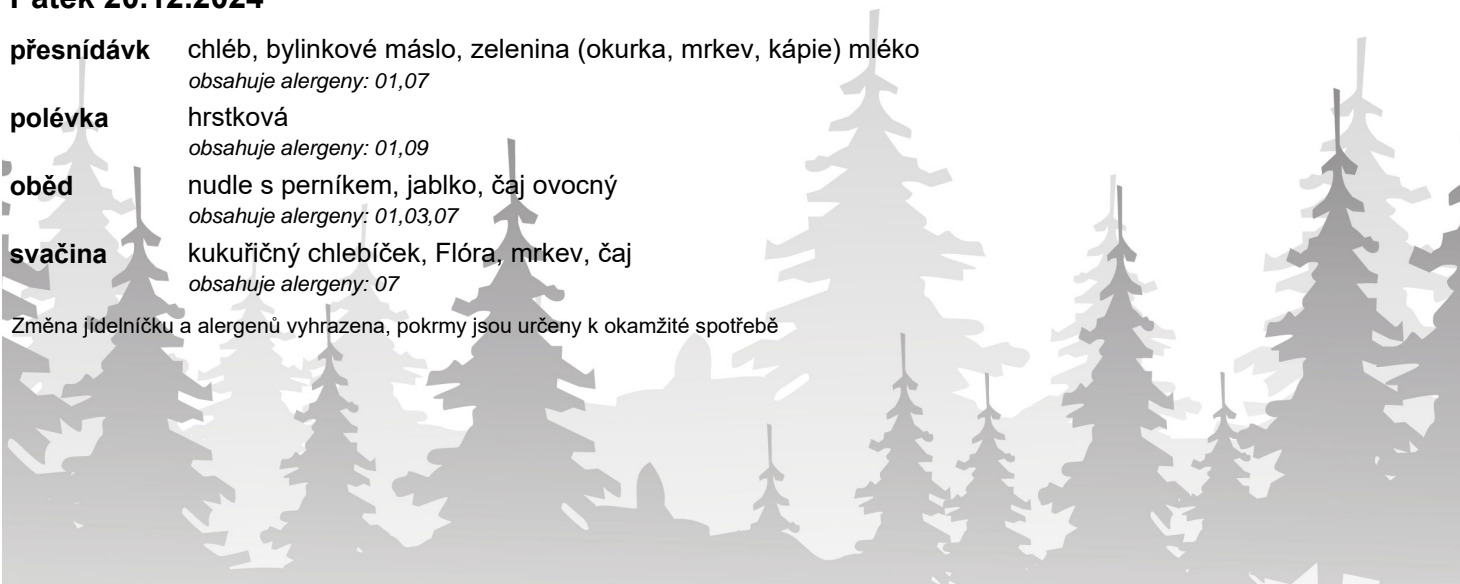 Pátek 20.12.2024
přesnídávk chléb, bylinkové máslo, zelenina (okurka, mrkev, kápie) mléko
obsahuje alergeny: 01,07
polévka hrstková
obsahuje alergeny: 01,09
oběd nudle s perníkem, jablko, čaj ovocný
obsahuje alergeny: 01,03,07
svačina kukuřičný chlebíček, Flóra, mrkev, čaj
obsahuje alergeny: 07
Změna jídelníčku a alergenů vyhrazena, pokrmy jsou určeny k okamžité spotřebě